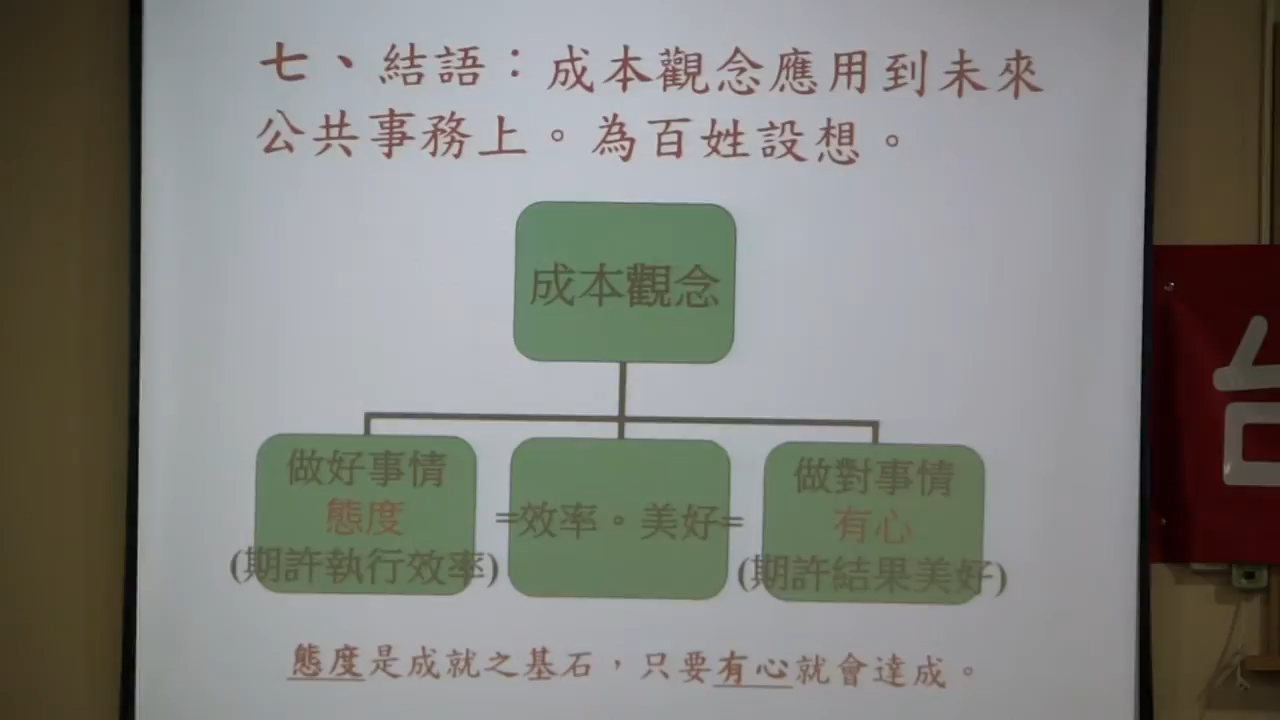 七、結語：成本觀念應用到未來
公共事務上。為百姓設想。
成本觀念
做好事情
態度
(期許執行效率)
=效率。美好=
做對事情
有心
(期許結果美好)
態度是成就之基石，只要有心就會達成。
台